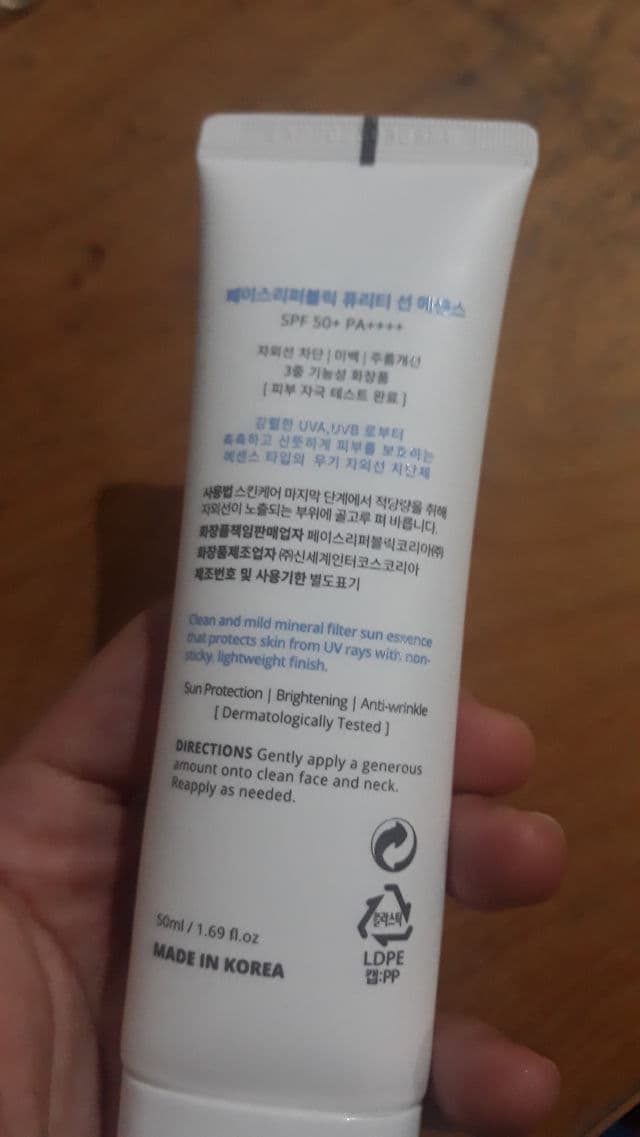 페이스리퍼블릭 퓨리티 선 에센스
SPF 50+ PA++++
자외선 차단 | 미백 | 주름개선
3중 기능성 화장품
[ 피부 자극 테스트 완료 ]
강렬한 UVA,UVB 로부터
촉촉하고 산뜻하게 피부를 보호하는
에센스 타입의 무기 자외선 차단제
사용법 스킨케어 마지막 단계에서 적당량을 취해
자외선이 노출되는 부위에 골고루 펴 바릅니다.
화장품책임판매업자 페이스리퍼블릭코리아㈜
화장품제조업자 ㈜신세계인터코스코리아
제조번호 및 사용기한 별도표기
Clean and mild mineral filter sun essence
that protects skin from UV rays with non-
sticky, lightweight finish.
Sun Protection | Brightening | Anti-wrinkle
[ Dermatologically Tested ]
DIRECTIONS Gently apply a generous
amount onto clean face and neck.
Reapply as needed.
플라스틱
LDPE
캡:PP
50ml / 1.69 fl.oz
MADE IN KOREA